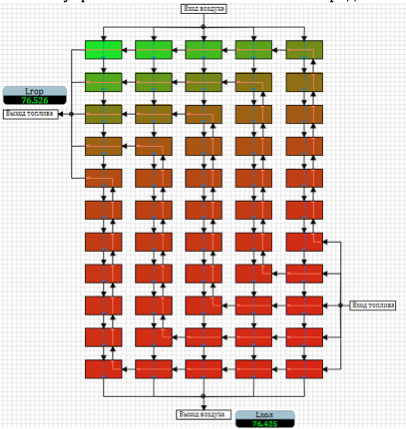 Вход воздуха
Lгор
76.526
Выход топлива
Вход топлива
Выход воздуха
Lхол
76.425